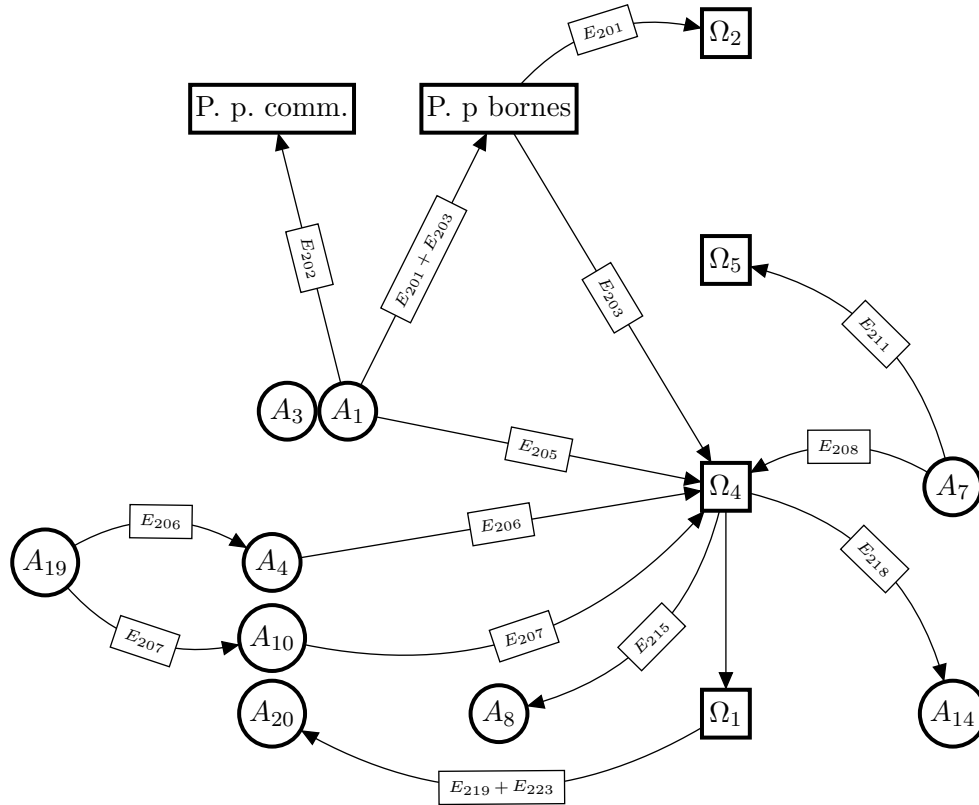 E₂₀₁
Ω₂
P. p. comm.
P. p bornes
E₂₀₂
E₂₀₁ + E₂₀₃
E₂₀₃
Ω₅
E₂₁₁
A₃
A₁
E₂₀₅
E₂₀₈
Ω₄
A₇
E₂₀₆
E₂₀₆
A₁₉
A₄
E₂₁₈
E₂₀₇
A₁₀
E₂₀₇
E₂₁₅
A₂₀
A₈
Ω₁
A₁₄
E₂₁₉ + E₂₂₃